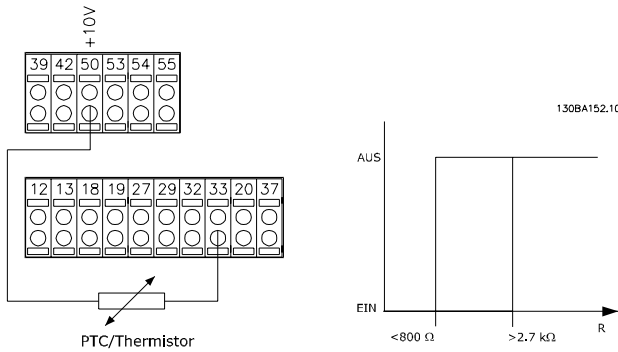 +10V
39 42 50 53 54 55
130BA152.10
12 13 18 19 27 29 32 33 20 37
PTC/Thermistor
AUS
EIN
<800 Ω >2.7 kΩ R